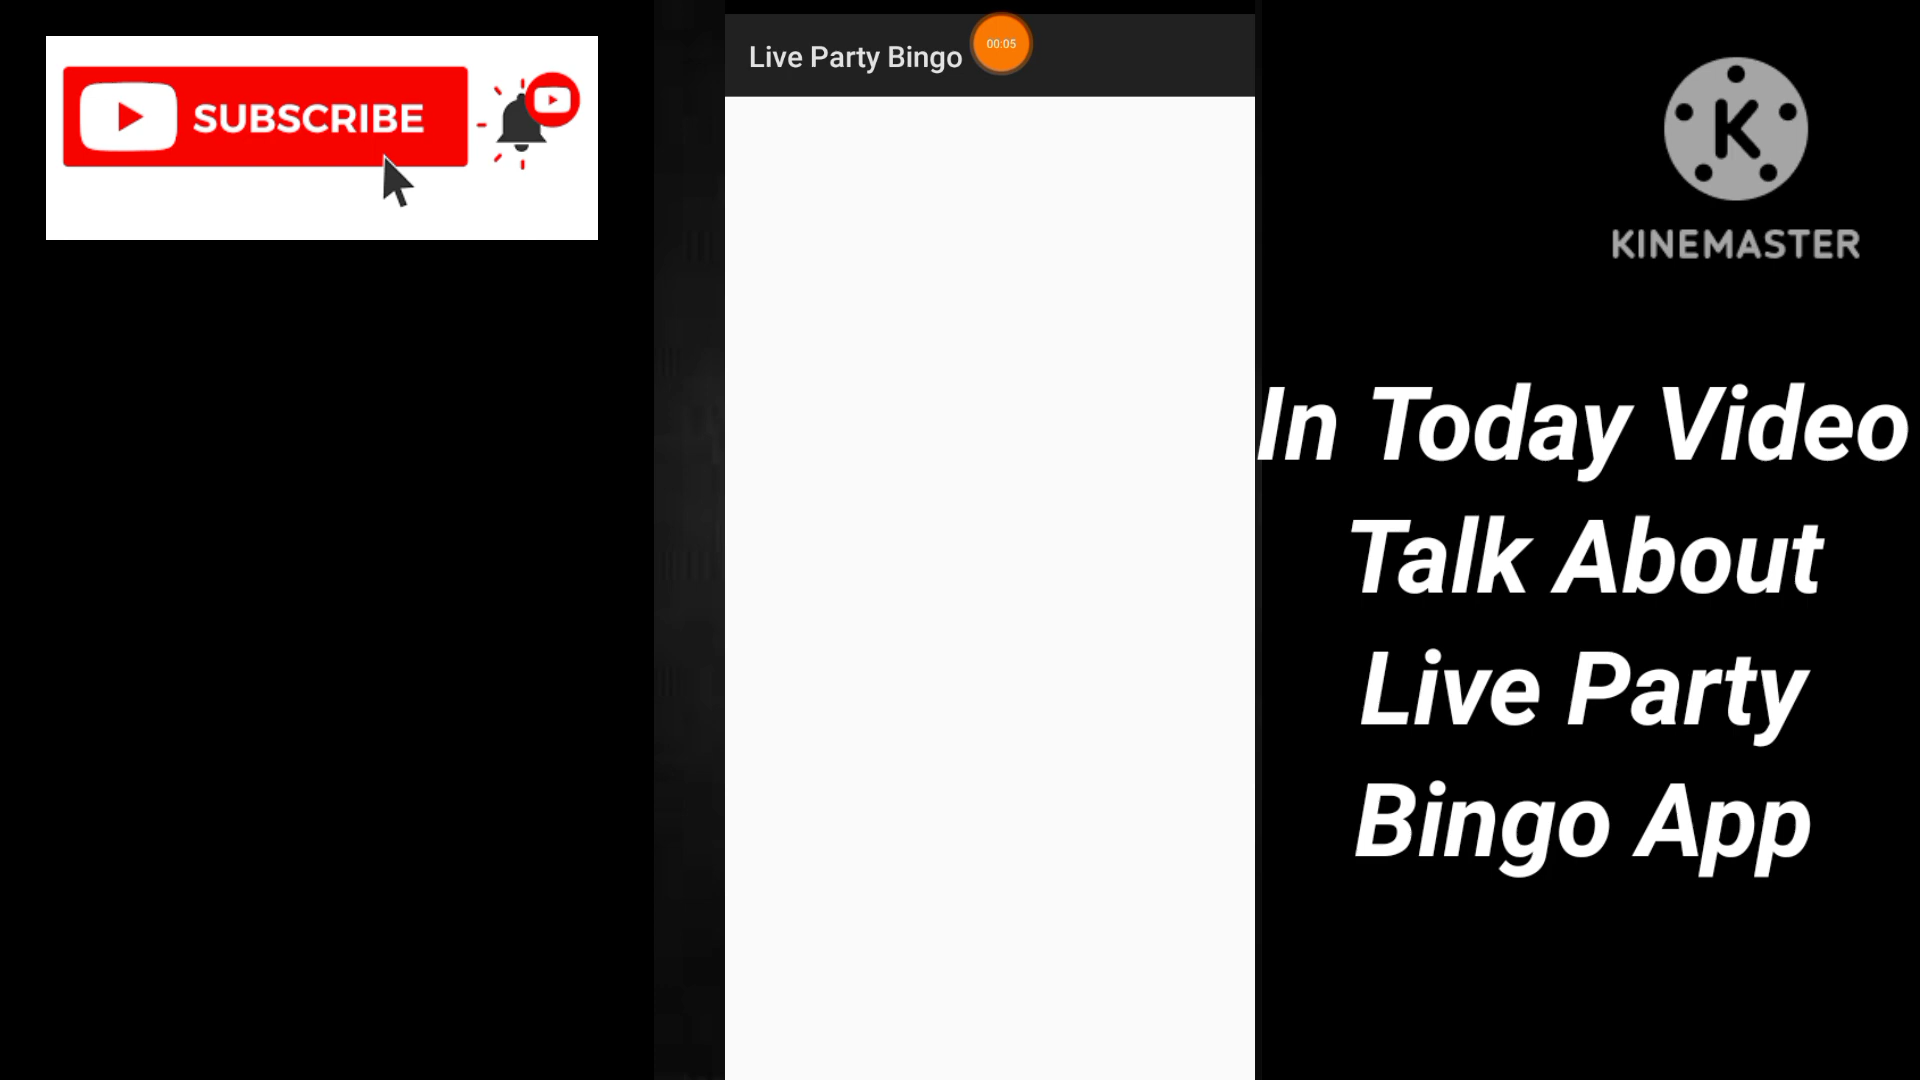 SUBSCRIBE
Live Party Bingo
00:05
K
KINEMASTER
In Today Video
Talk About
Live Party
Bingo App